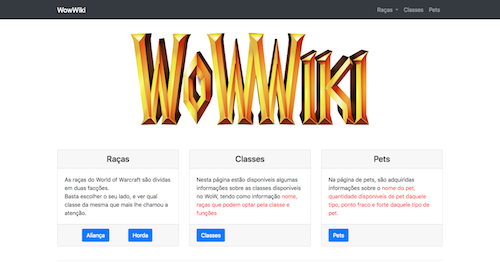 WowWiki
Raças
Classes
Pets
WoWWiki
Raças
As raças do World of Warcraft são dividas
em duas facções.
Basta escolher o seu lado, e ver qual
classe da mesma que mais lhe chamou a
atenção.
Aliança
Horda
Classes
Nesta página estão disponíveis algumas
informações sobre as classes disponíveis
no WoW, tendo como informação nome,
raças que podem optar pela classe e
funções
Classes
Pets
Na página de pets, são adquiridas
informações sobre o nome do pet,
quantidade disponíveis de pet daquele
tipo, ponto fraco e forte daquele tipo de
pet.
Pets